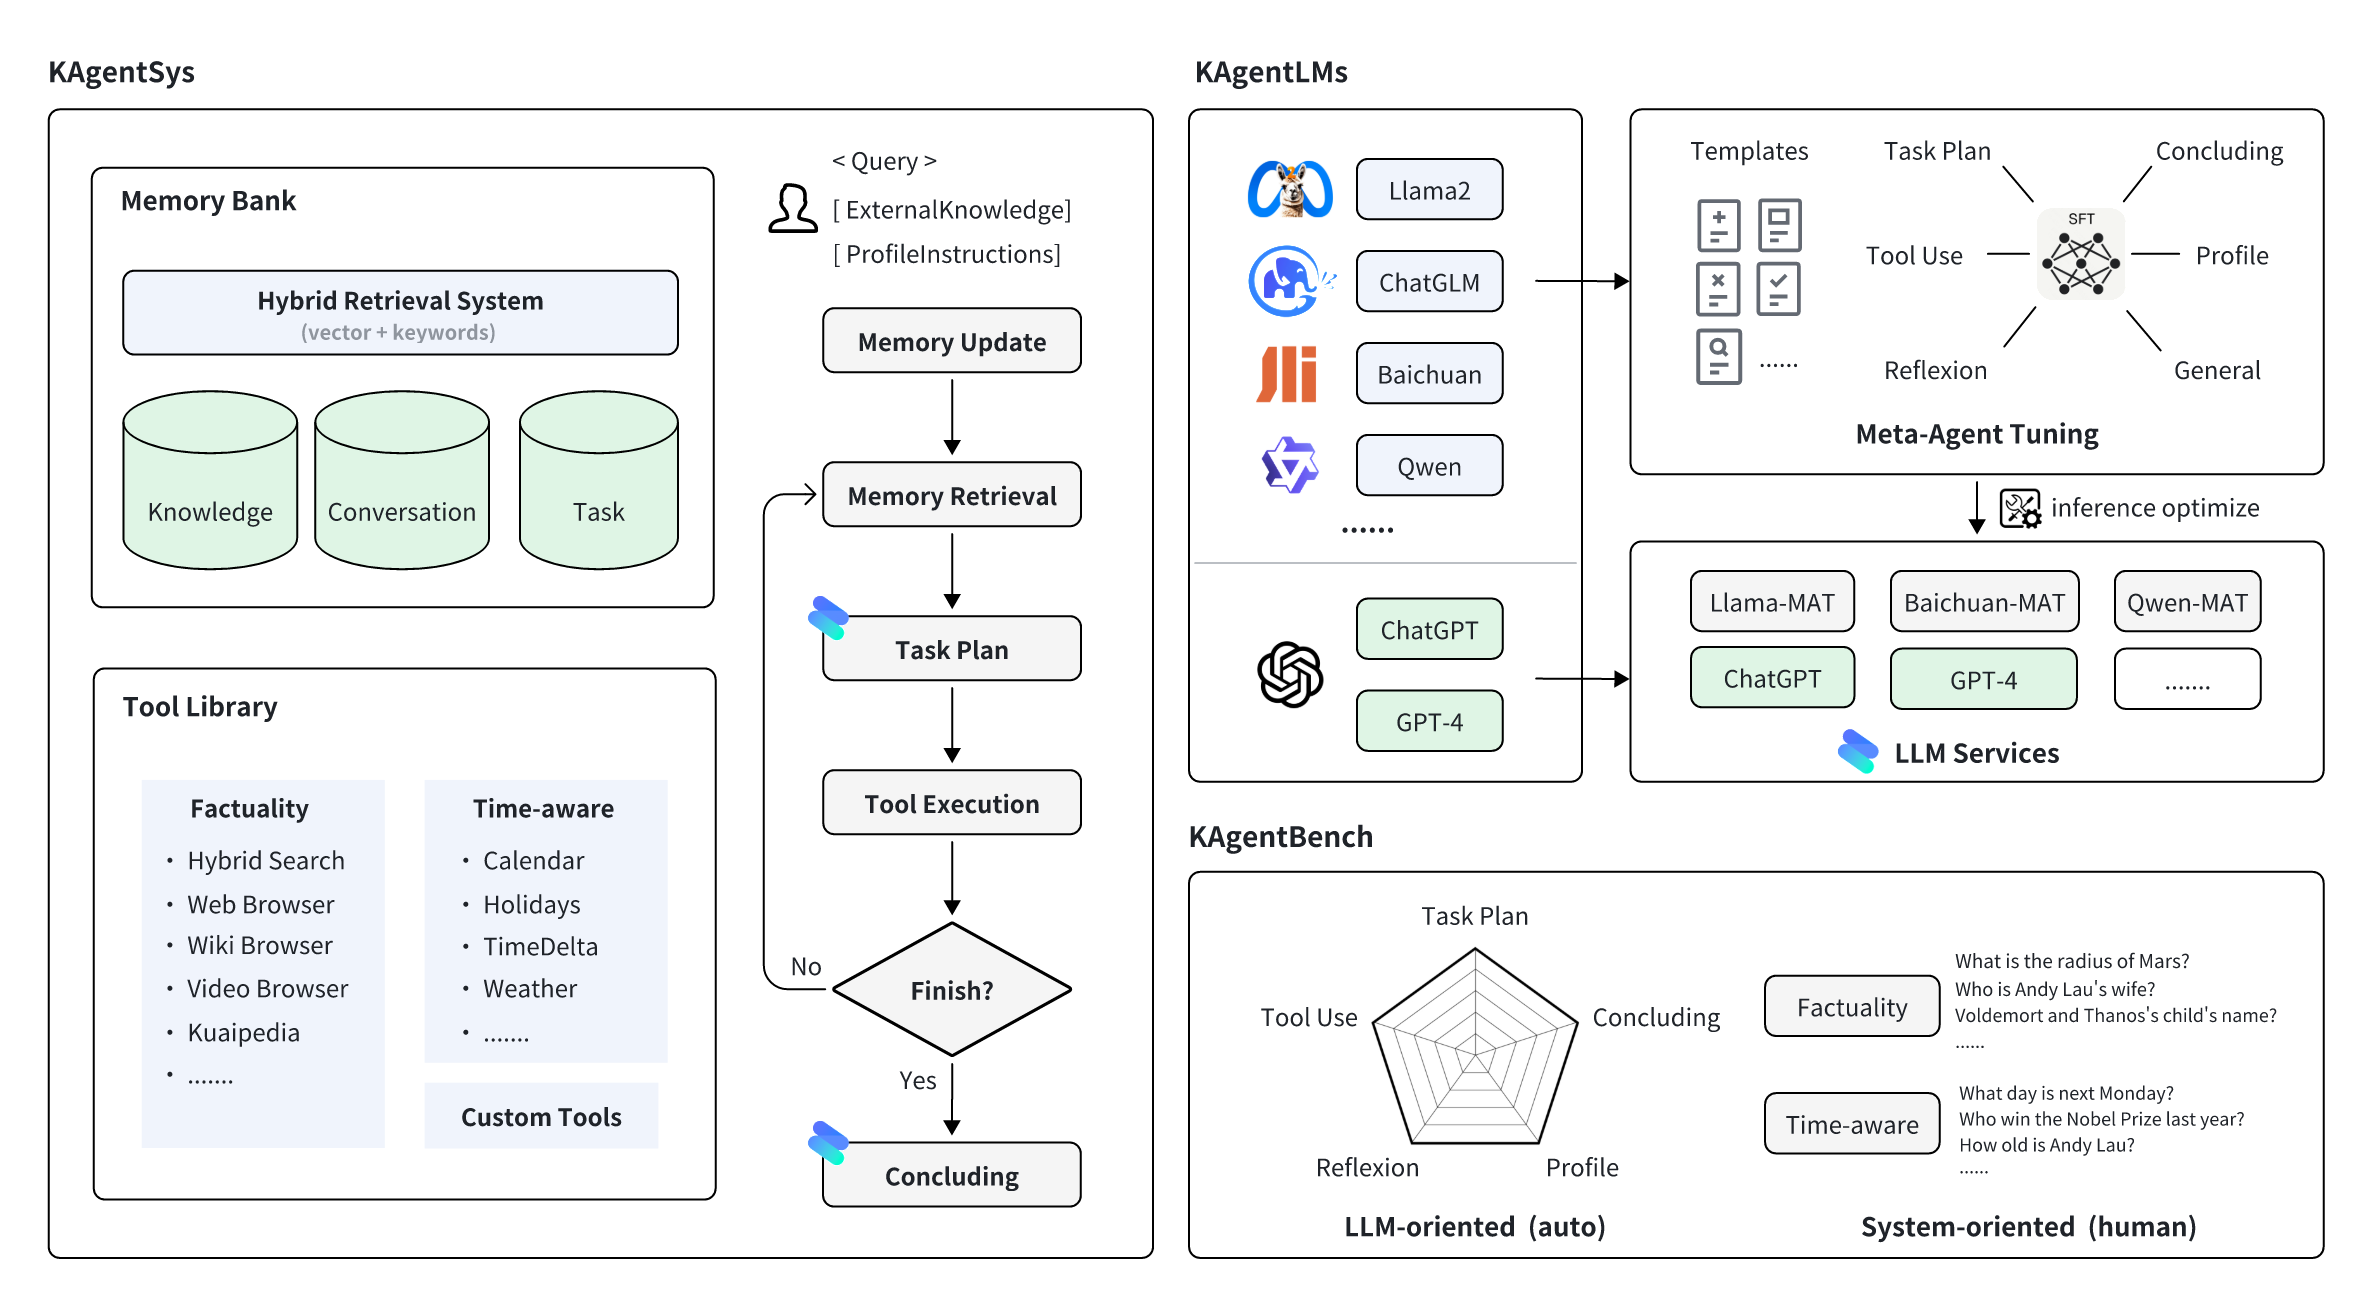 KAgentSys
Memory Bank
Hybrid Retrieval System
(vector + keywords)
Knowledge
Conversation
Task
Tool Library
Factuality
· Hybrid Search
· Web Browser
· Wiki Browser
· Video Browser
· Kuaipedia
· .......
Time-aware
· Calendar
· Holidays
· TimeDelta
· Weather
· .......
Custom Tools
< Query >
[ ExternalKnowledge]
[ ProfileInstructions]
Memory Update
Memory Retrieval
Task Plan
Tool Execution
Finish?
No
Yes
Concluding
KAgentLMs
Llama2
ChatGLM
Baichuan
Qwen
......
ChatGPT
GPT-4
Templates
......
Task Plan
Concluding
SFT
Tool Use
Profile
Reflexion
General
Meta-Agent Tuning
inference optimize
Llama-MAT
Baichuan-MAT
Qwen-MAT
ChatGPT
GPT-4
.......
LLM Services
KAgentBench
Task Plan
Tool Use
Concluding
Reflexion
Profile
LLM-oriented (auto)
Factuality
What is the radius of Mars?
Who is Andy Lau's wife?
Voldemort and Thanos's child's name?
......
Time-aware
What day is next Monday?
Who win the Nobel Prize last year?
How old is Andy Lau?
......
System-oriented (human)